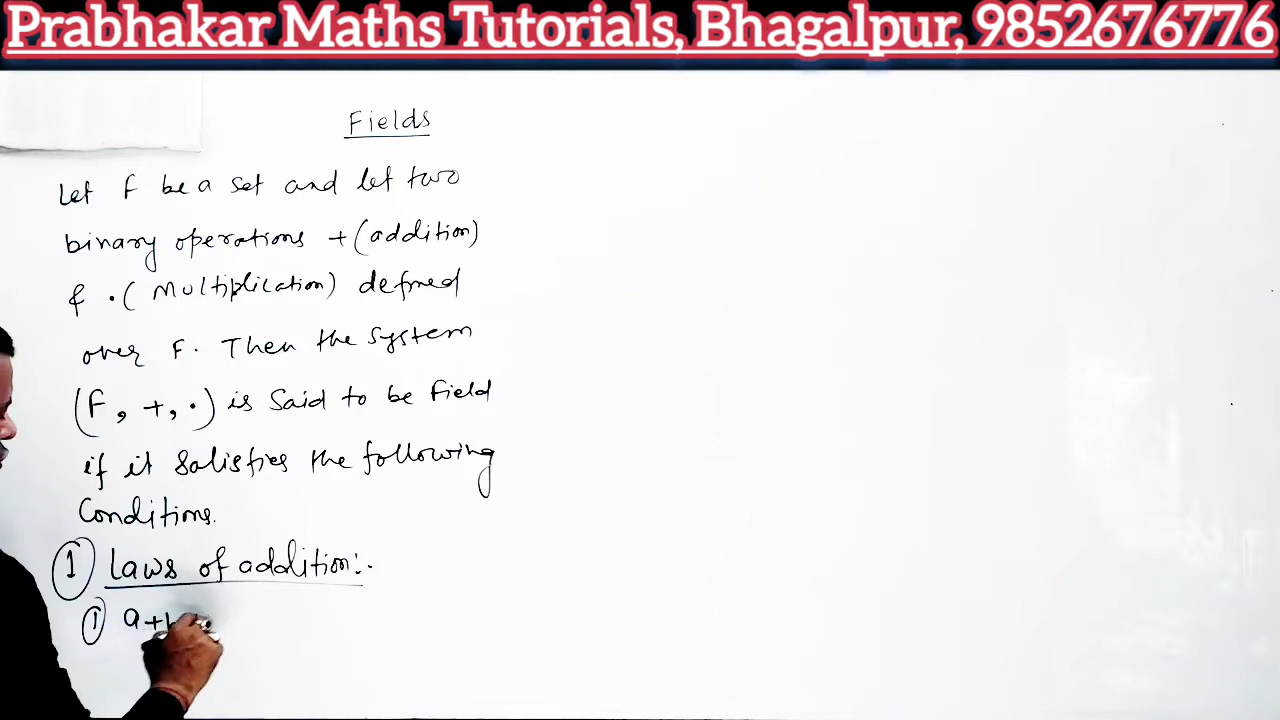 Prabhakar Maths Tutorials, Bhagalpur, 9852676776
Fields
Let F be a set and let two
binary operations + (addition)
& . (Multiplication) defined
over F. Then the system
(F, +, .) is said to be Field
if it satisfies the following
Conditions.
① Laws of addition:-
① a+